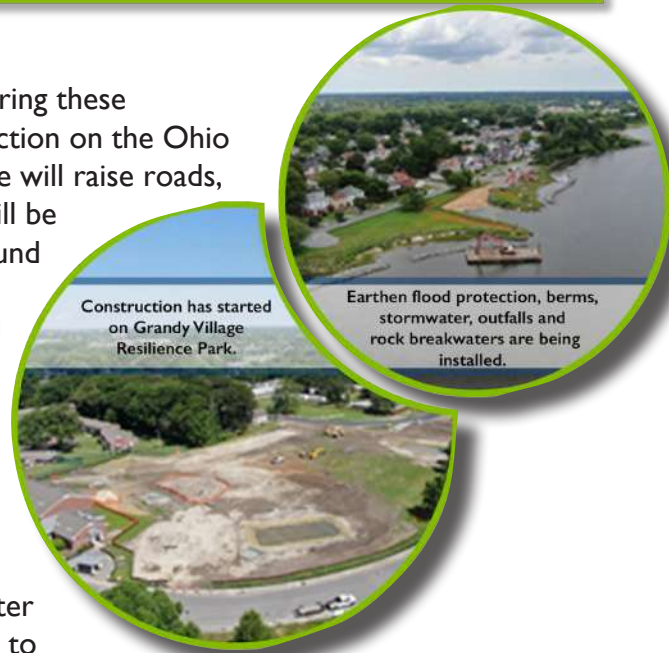 ring these
ction on the Ohio
e will raise roads,
ill be
und
Construction has started
on Grandy Village
Resilience Park.
Earthen flood protection, berms,
stormwater, outfalls and
rock breakwaters are being
installed.
ter
to